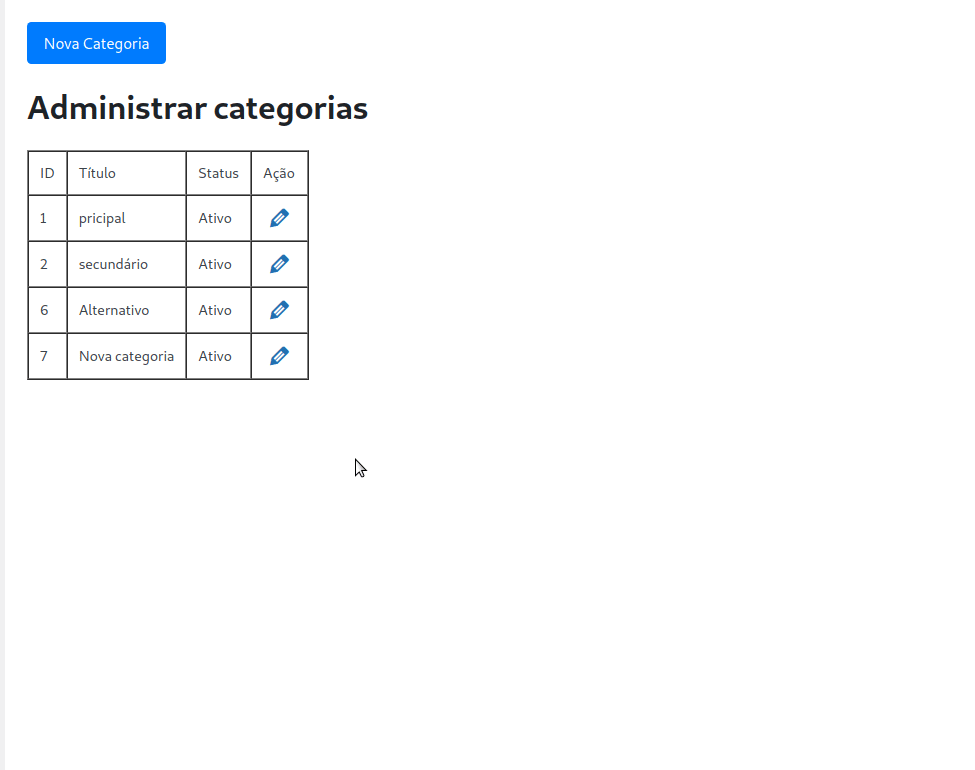 Nova Categoria
Administrar categorias
ID Título Status Ação
1 pricipal Ativo
2 secundário Ativo
6 Alternativo Ativo
7 Nova categoria Ativo